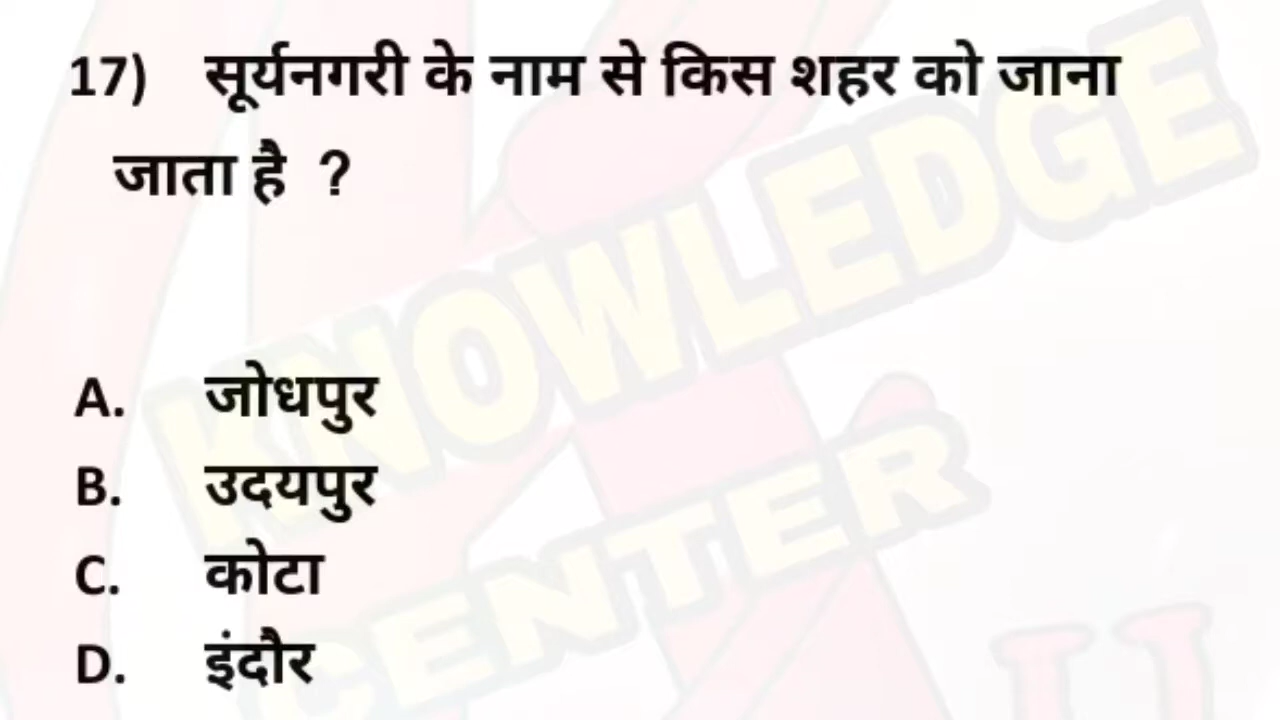 17) सूर्यनगरी के नाम से किस शहर को जाना
जाता है ?
A. जोधपुर
B. उदयपुर
C. कोटा
D. इंदौर
KNOWLEDGE
CENTER